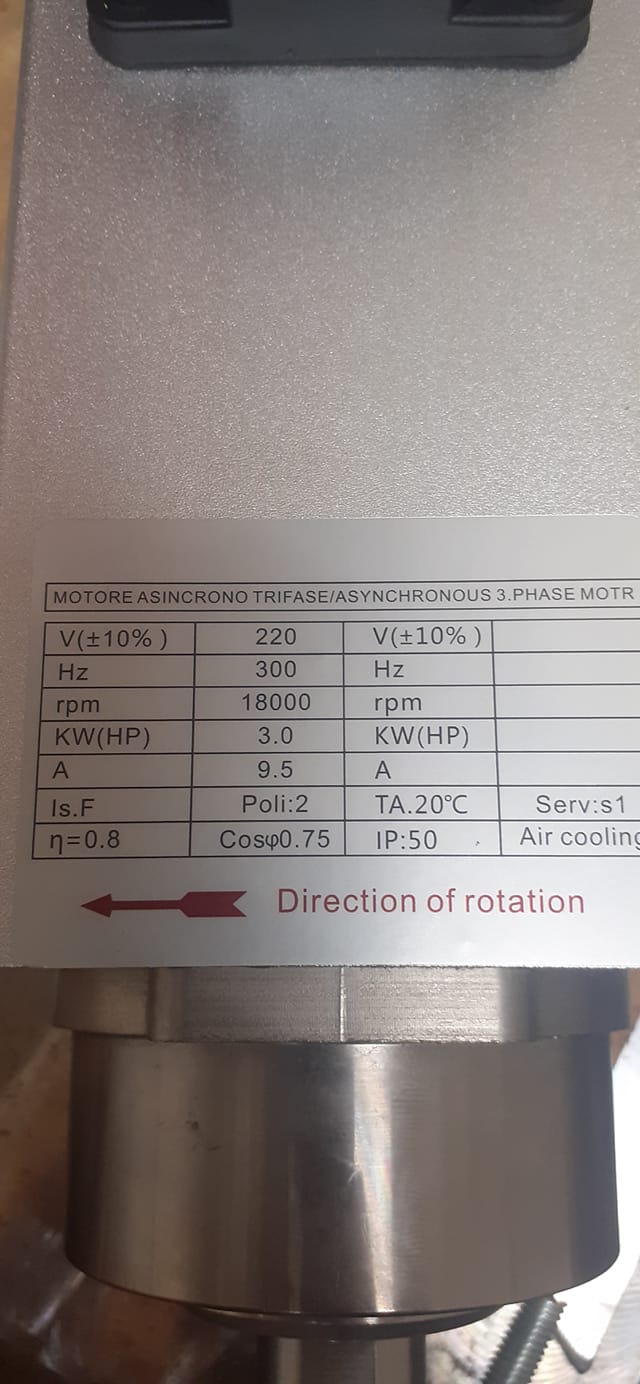 MOTORE ASINCRONO TRIFASE/ASYNCHRONOUS 3.PHASE MOTR
V(±10%) 220 V(±10%)
Hz 300 Hz
rpm 18000 rpm
KW(HP) 3.0 KW(HP)
A 9.5 A
Is.F Poli:2 TA.20℃ Serv:s1
η=0.8 Cosφ0.75 IP:50 Air cooling
Direction of rotation